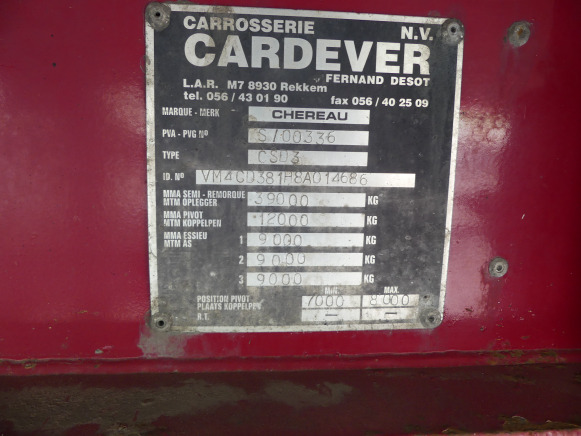 CARROSSERIE N.V.
CARDEVER
FERNAND DESOT
L.A.R. M7 8930 Rekkem
tel. 056 / 43 01 90 fax 056 / 40 25 09
MARQUE - MERK CHEREAU
PVA - PVG Nº S/00336
TYPE CSD3
ID. Nº VM4CD381H8A014686
MMA SEMI - REMORQUE
MTM OPLEGGER 39000 KG
MMA PIVOT
MTM KOPPELPEN 12000 KG
MMA ESSIEU
MTM AS 1 9000 KG
2 9000 KG
3 9000 KG
MIN. MAX.
POSITION PIVOT
PLAATS KOPPELPEN 7000 8000
R.T. — —